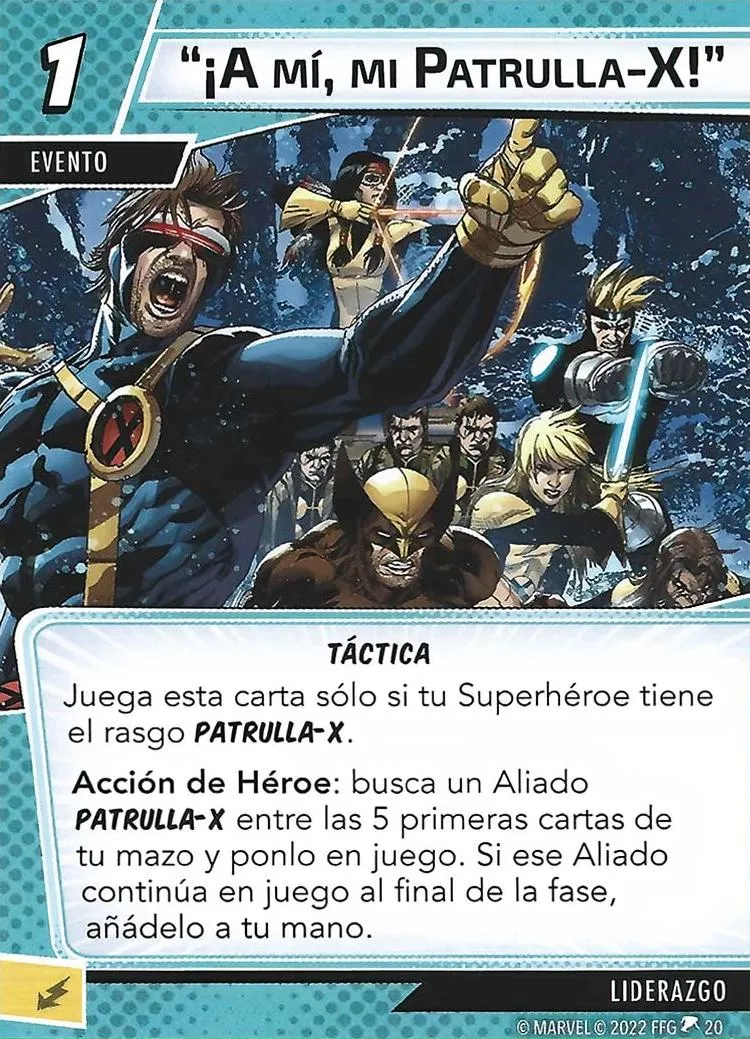 1
“¡A mí, mi Patrulla-X!”
EVENTO
X
TÁCTICA
Juega esta carta sólo si tu Superhéroe tiene
el rasgo PATRULLA-X.
Acción de Héroe: busca un Aliado
PATRULLA-X entre las 5 primeras cartas de
tu mazo y ponlo en juego. Si ese Aliado
continúa en juego al final de la fase,
añádelo a tu mano.
LIDERAZGO
© MARVEL © 2022 FFG 20